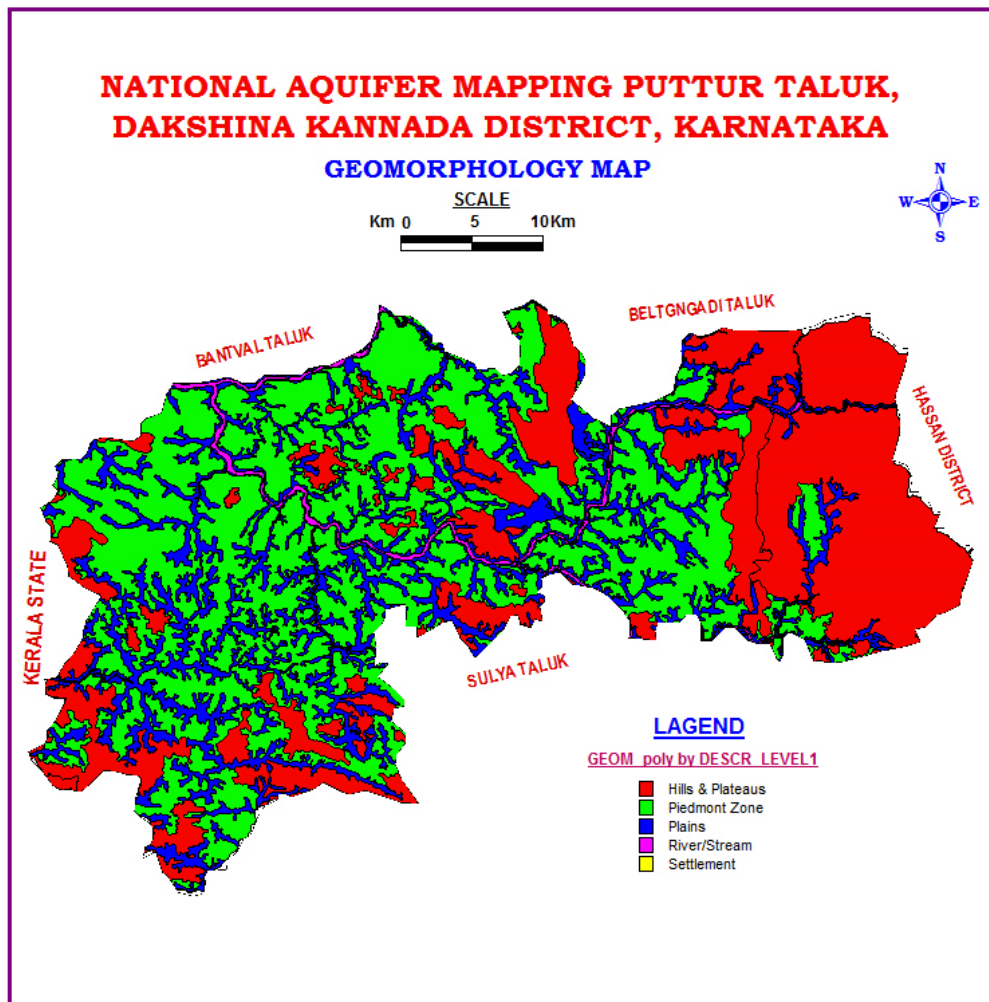 NATIONAL AQUIFER MAPPING PUTTUR TALUK,
DAKSHINA KANNADA DISTRICT, KARNATAKA
GEOMORPHOLOGY MAP
SCALE
Km 0 5 10Km
N
W E
S
BANTVAL TALUK
BELTGNGADI TALUK
HASSAN DISTRICT
KERALA STATE
SULYA TALUK
LAGEND
GEOM_poly by DESCR_LEVEL1
Hills & Plateaus
Piedmont Zone
Plains
River/Stream
Settlement